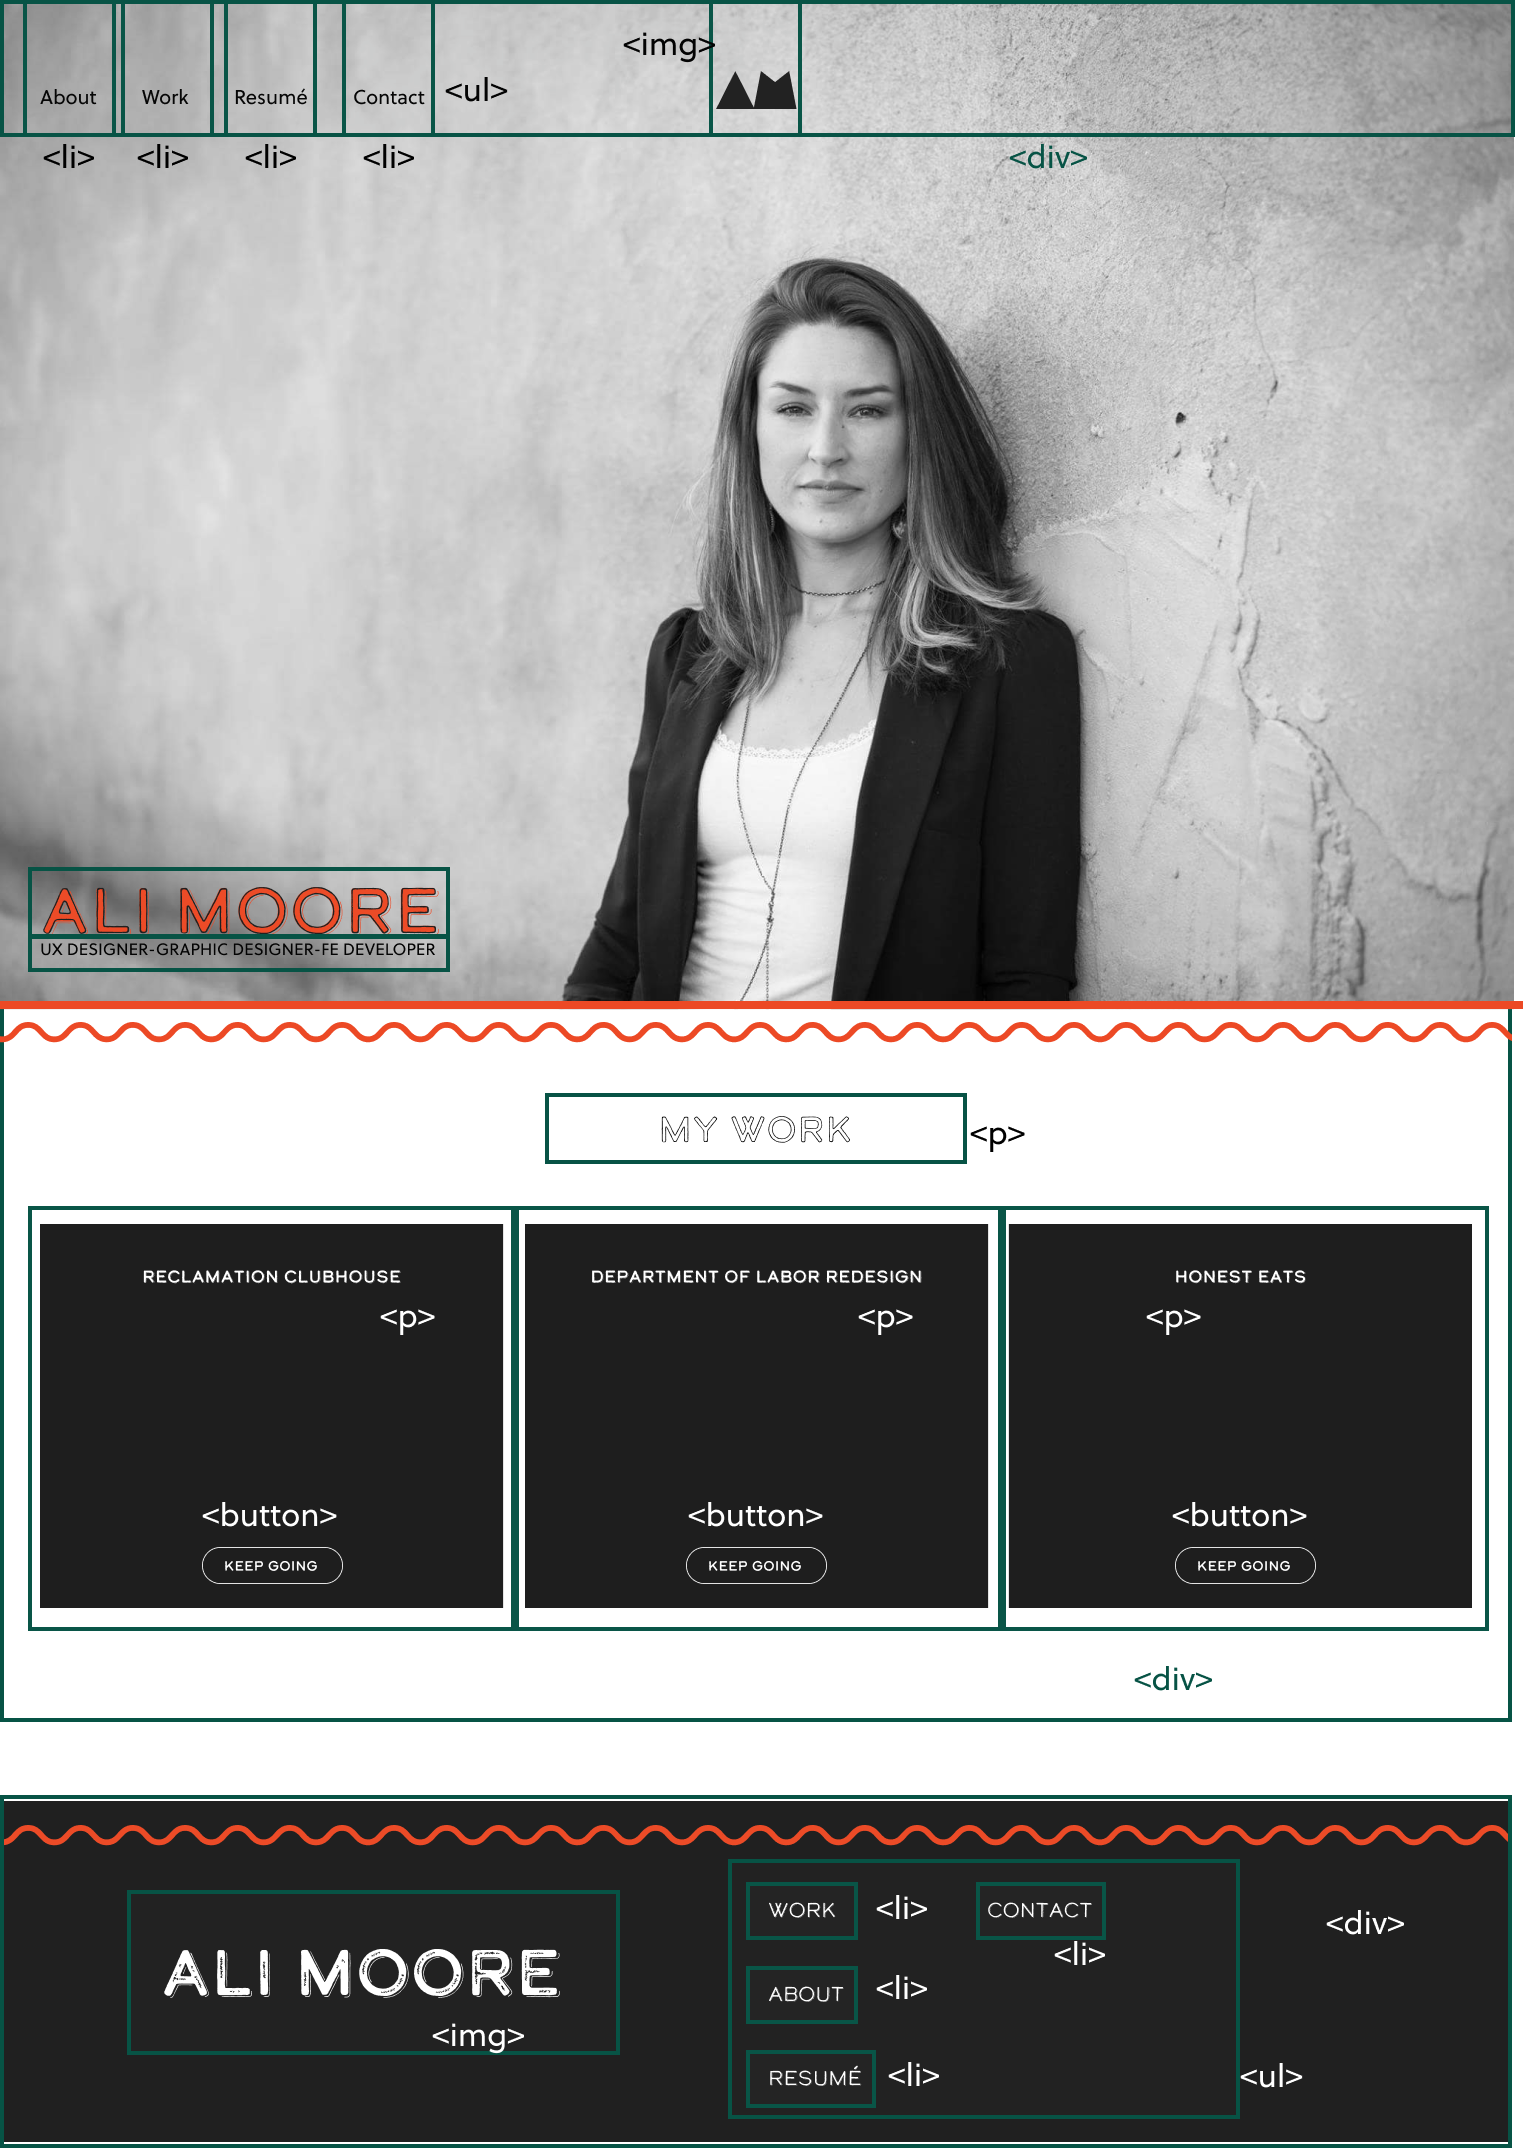 <img>
About Work Resumé Contact <ul>
AM
<li> <li> <li> <li> <div>
ALI MOORE
UX DESIGNER-GRAPHIC DESIGNER-FE DEVELOPER
MY WORK <p>
RECLAMATION CLUBHOUSE
<p>
<button>
KEEP GOING
DEPARTMENT OF LABOR REDESIGN
<p>
<button>
KEEP GOING
HONEST EATS
<p>
<button>
KEEP GOING
<div>
ALI MOORE
<img>
WORK <li> CONTACT
<li>
ABOUT <li>
RESUMÉ <li>
<ul>
<div>